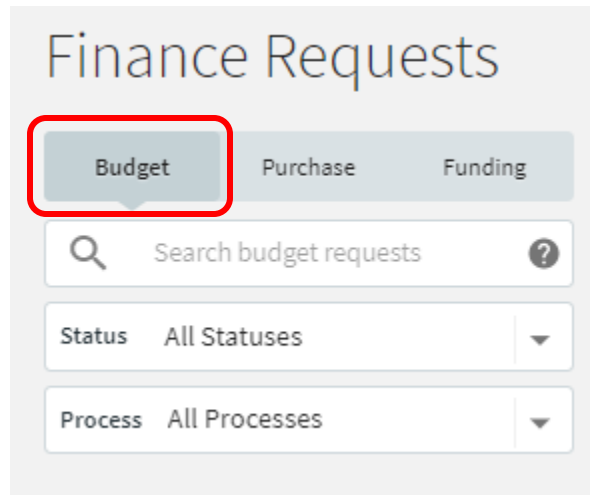 Finance Requests
Budget Purchase Funding
Search budget requests ?
Status All Statuses
Process All Processes